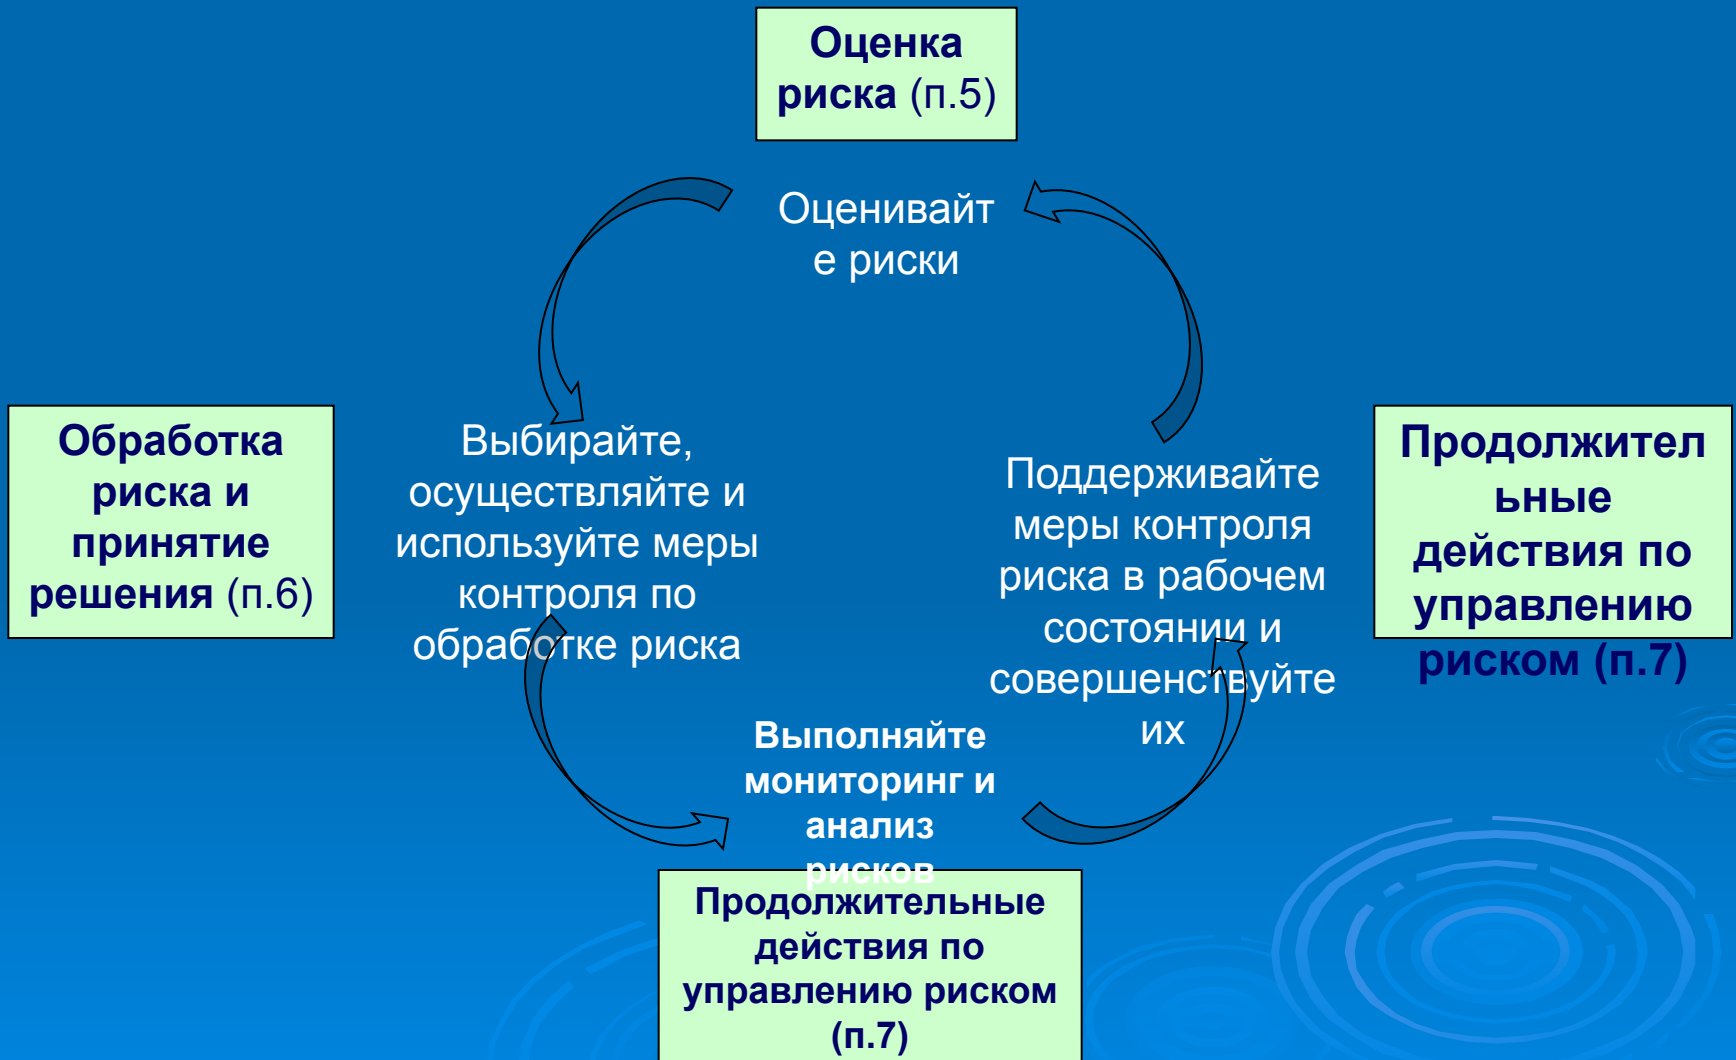 Оценка
риска (п.5)
Оценивайт
е риски
Обработка
риска и
принятие
решения (п.6)
Выбирайте,
осуществляйте и
используйте меры
контроля по
обработке риска
Поддерживайте
меры контроля
риска в рабочем
состоянии и
совершенствуйте
их
Продолжител
ьные
действия по
управлению
риском (п.7)
Выполняйте
мониторинг и
анализ
рисков
Продолжительные
действия по
управлению риском
(п.7)